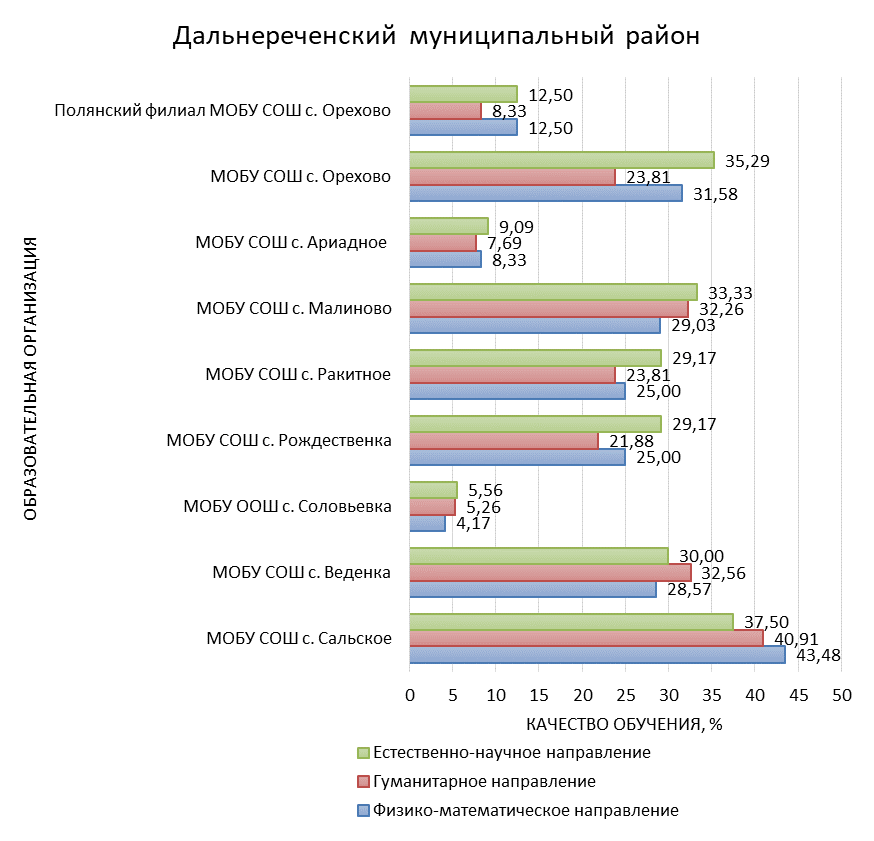 Дальнереченский муниципальный район
ОБРАЗОВАТЕЛЬНАЯ ОРГАНИЗАЦИЯ
Полянский филиал МОБУ СОШ с. Орехово
12,50
8,33
12,50
МОБУ СОШ с. Орехово
35,29
23,81
31,58
МОБУ СОШ с. Ариадное
9,09
7,69
8,33
МОБУ СОШ с. Малиново
33,33
32,26
29,03
МОБУ СОШ с. Ракитное
29,17
23,81
25,00
МОБУ СОШ с. Рождественка
29,17
21,88
25,00
МОБУ ООШ с. Соловьевка
5,56
5,26
4,17
МОБУ СОШ с. Веденка
30,00
32,56
28,57
МОБУ СОШ с. Сальское
37,50
40,91
43,48
0 5 10 15 20 25 30 35 40 45 50
КАЧЕСТВО ОБУЧЕНИЯ, %
Естественно-научное направление
Гуманитарное направление
Физико-математическое направление